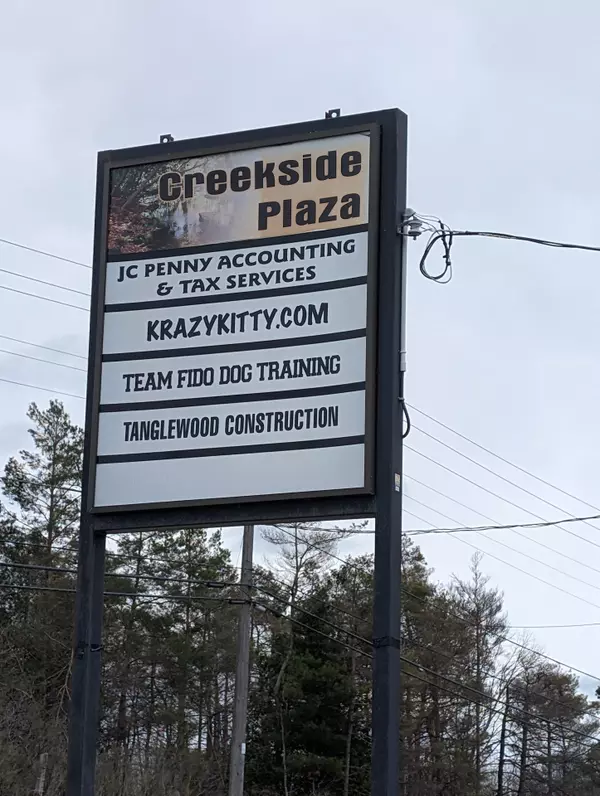 Creekside
Plaza
JC PENNY ACCOUNTING
& TAX SERVICES
KRAZYKITTY.COM
TEAM FIDO DOG TRAINING
TANGLEWOOD CONSTRUCTION